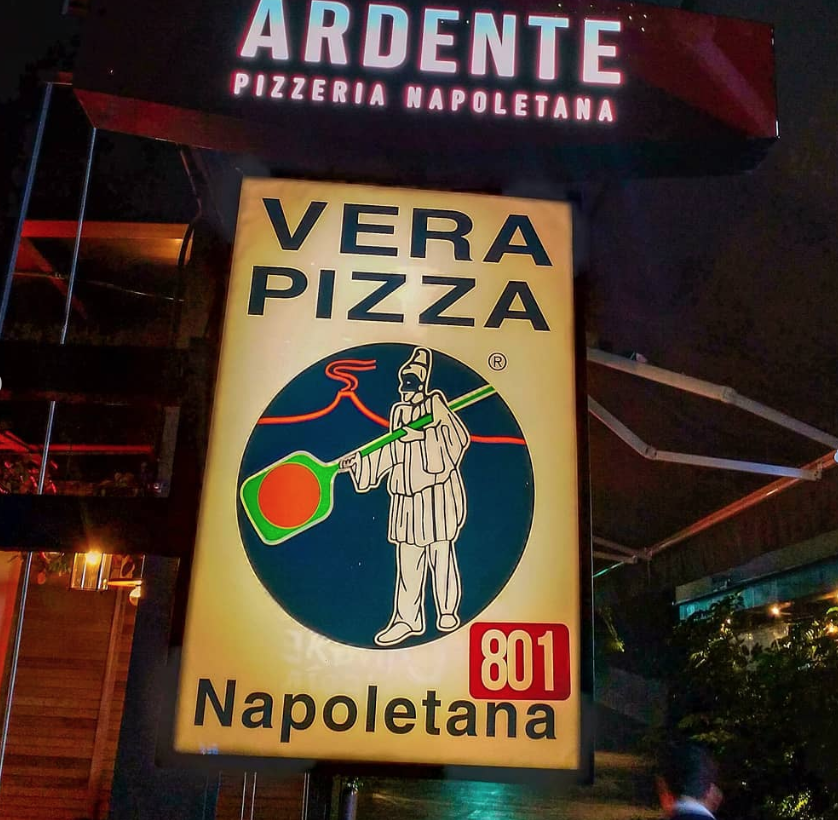 ARDENTE
PIZZERIA NAPOLETANA
VERA
PIZZA
®
801
Napoletana